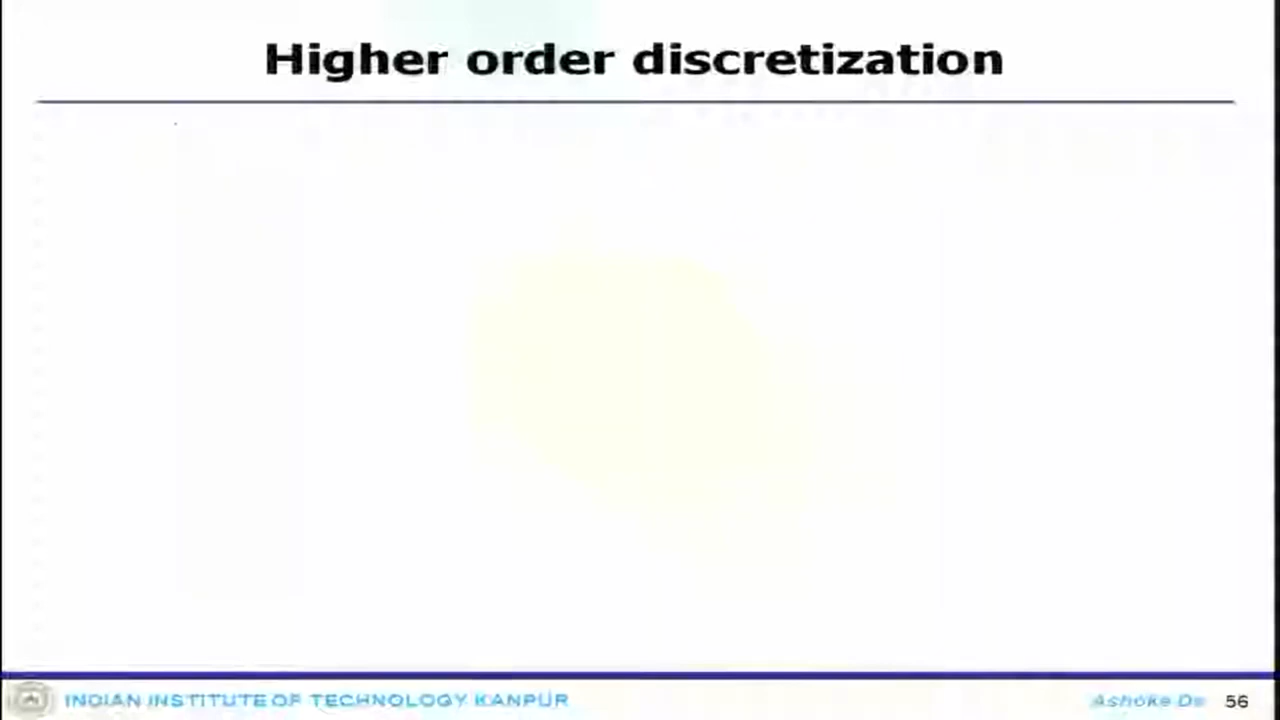 Higher order discretization
INDIAN INSTITUTE OF TECHNOLOGY KANPUR
Ashoke De 56